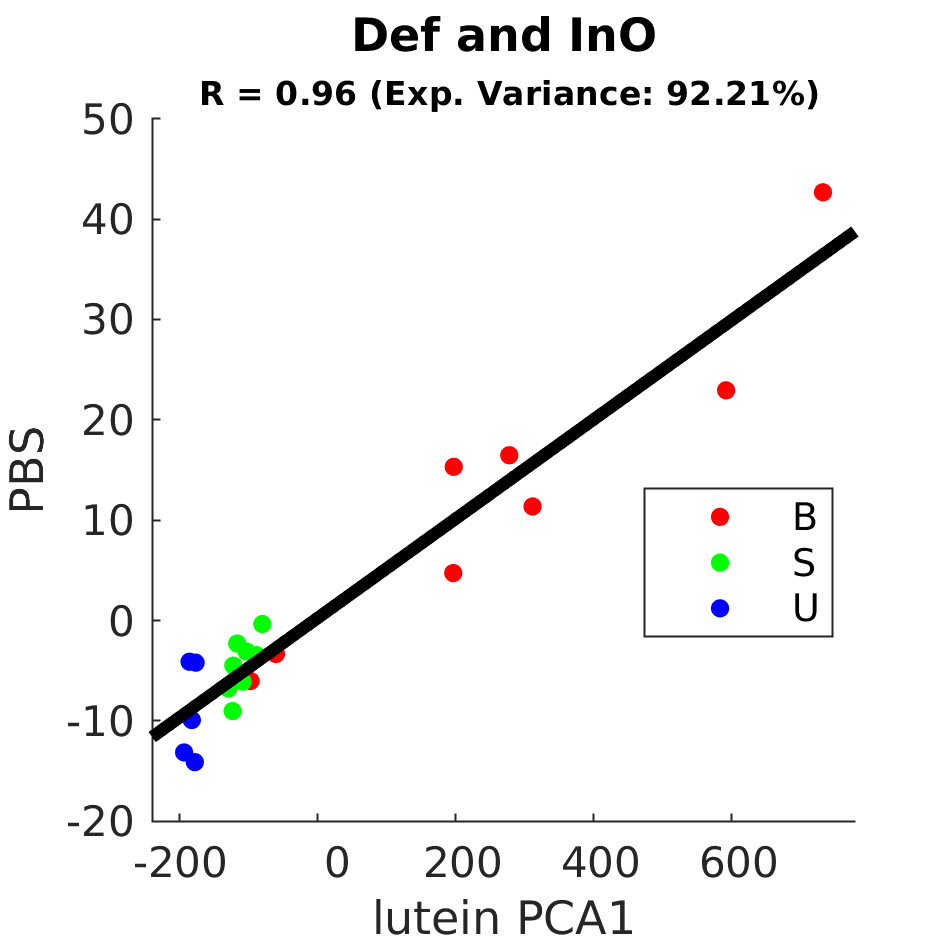 Def and InO
R = 0.96 (Exp. Variance: 92.21%)
50
40
30
20
10
0
-10
-20
PBS
B
S
U
-200 0 200 400 600
lutein PCA1